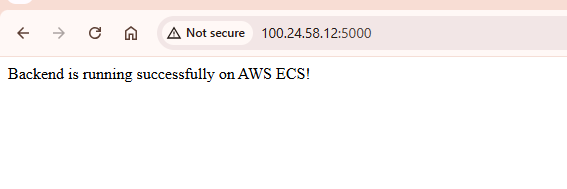 Not secure 100.24.58.12:5000
Backend is running successfully on AWS ECS!